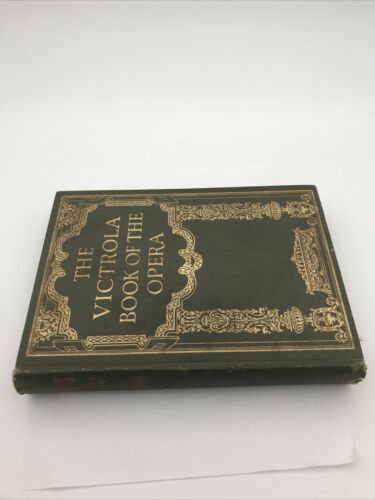 THE
VICTROLA
BOOK OF THE
OPERA